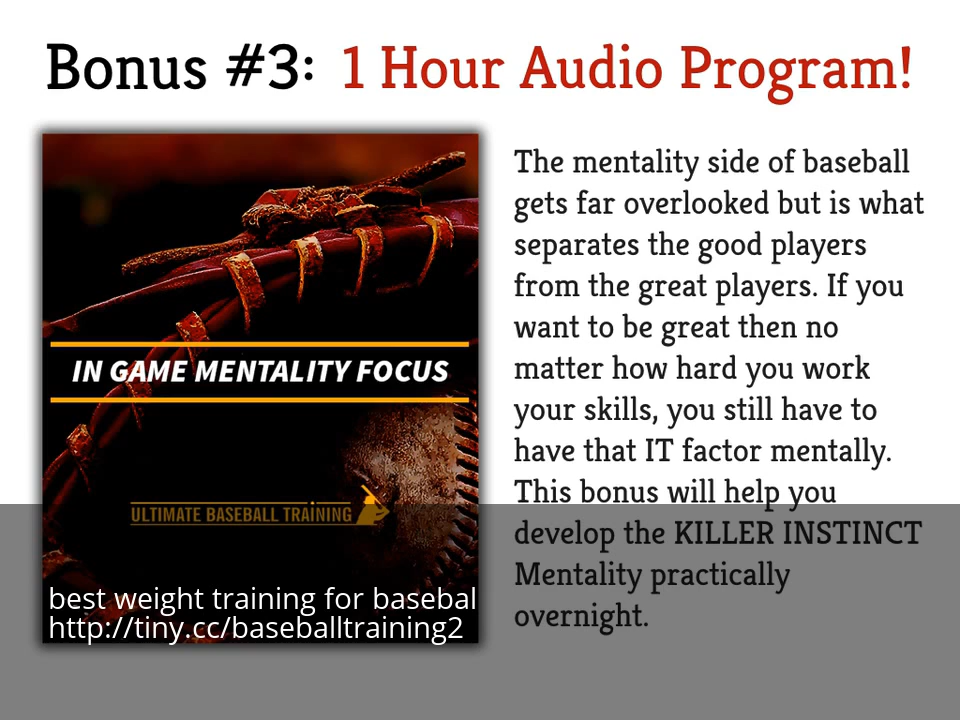 Bonus #3: 1 Hour Audio Program!
IN GAME MENTALITY FOCUS
ULTIMATE BASEBALL TRAINING
The mentality side of baseball
gets far overlooked but is what
separates the good players
from the great players. If you
want to be great then no
matter how hard you work
your skills, you still have to
have that IT factor mentally.
This bonus will help you
develop the KILLER INSTINCT
Mentality practically
overnight.
best weight training for basebal
http://tiny.cc/baseballtraining2